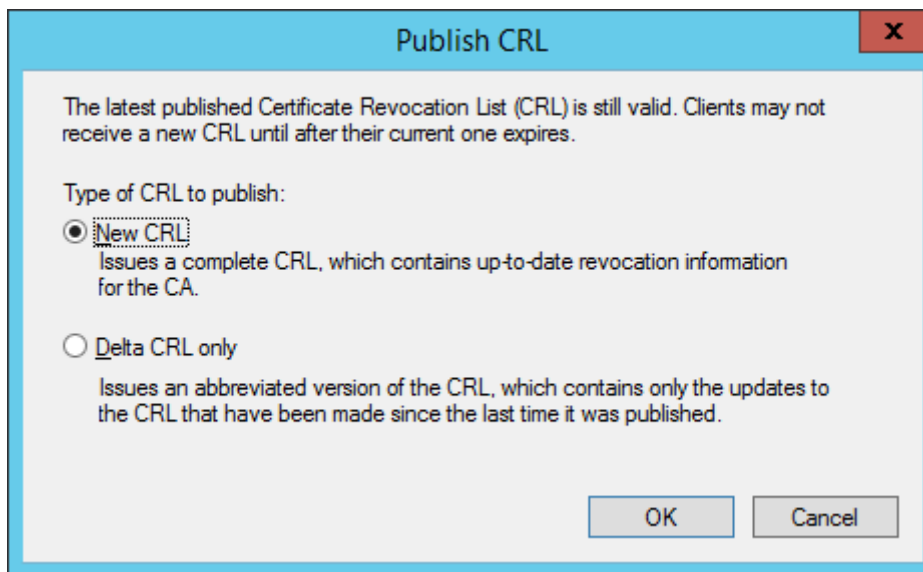 Publish CRL
x
The latest published Certificate Revocation List (CRL) is still valid. Clients may not
receive a new CRL until after their current one expires.
Type of CRL to publish:
New CRL
Issues a complete CRL, which contains up-to-date revocation information
for the CA.
Delta CRL only
Issues an abbreviated version of the CRL, which contains only the updates to
the CRL that have been made since the last time it was published.
OK
Cancel